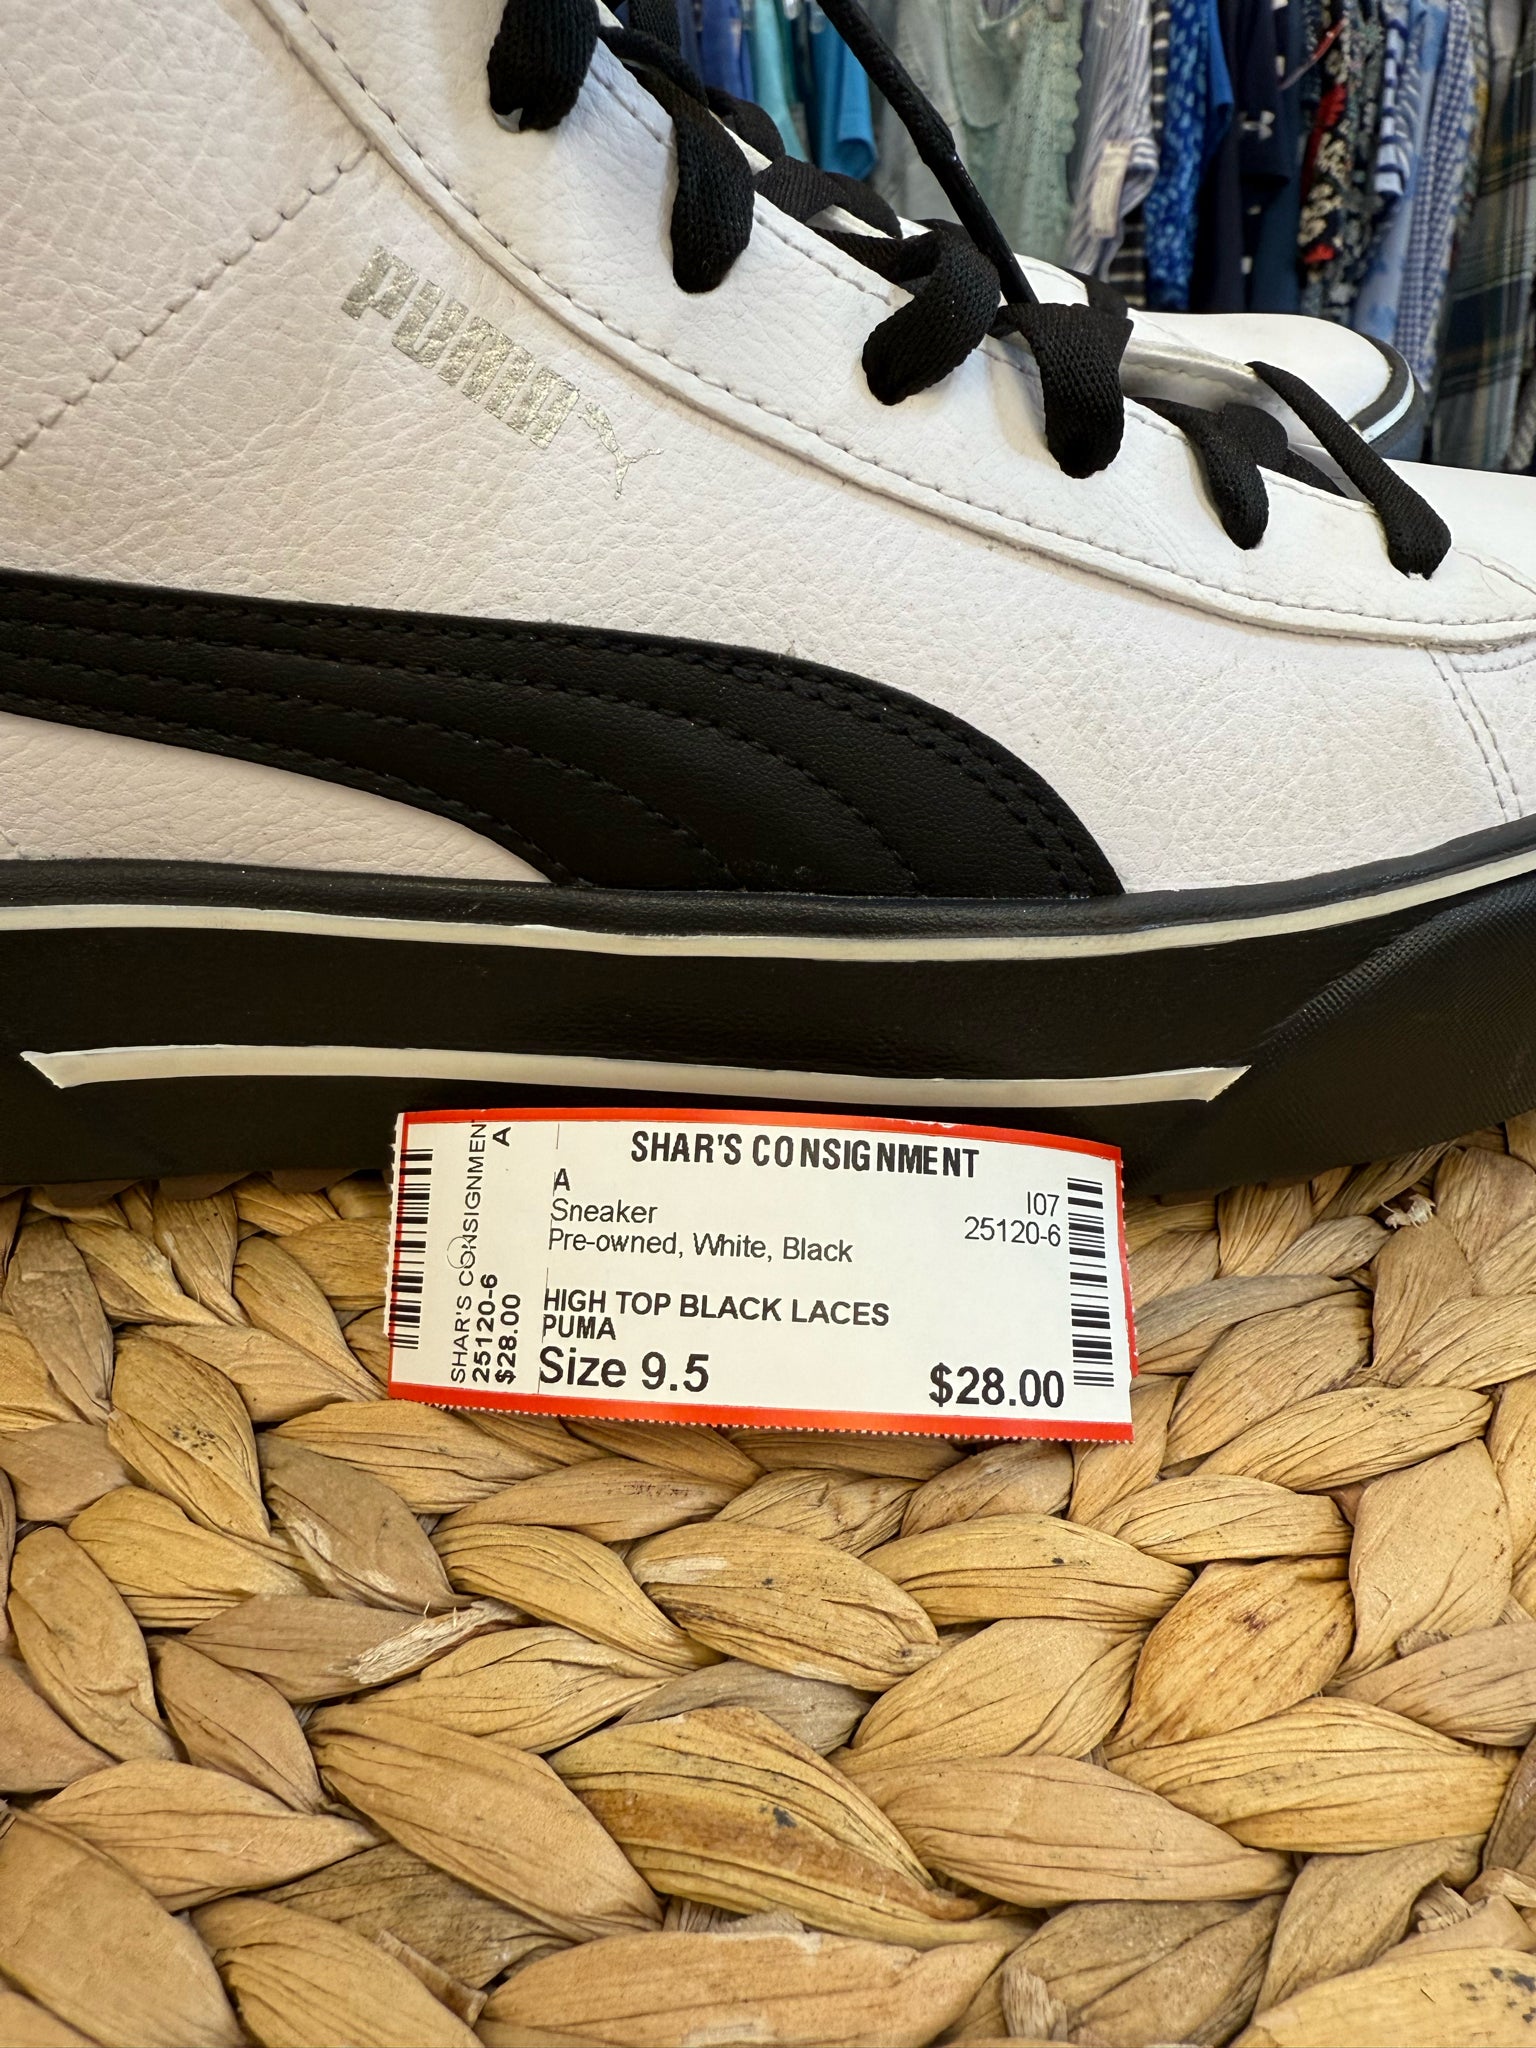 PUMA
SHAR'S CONSIGNMENT
A
Sneaker
Pre-owned, White, Black
I07
25120-6
HIGH TOP BLACK LACES
PUMA
Size 9.5
$28.00
SHAR'S CONSIGNMEN
A
25120-6
$28.00